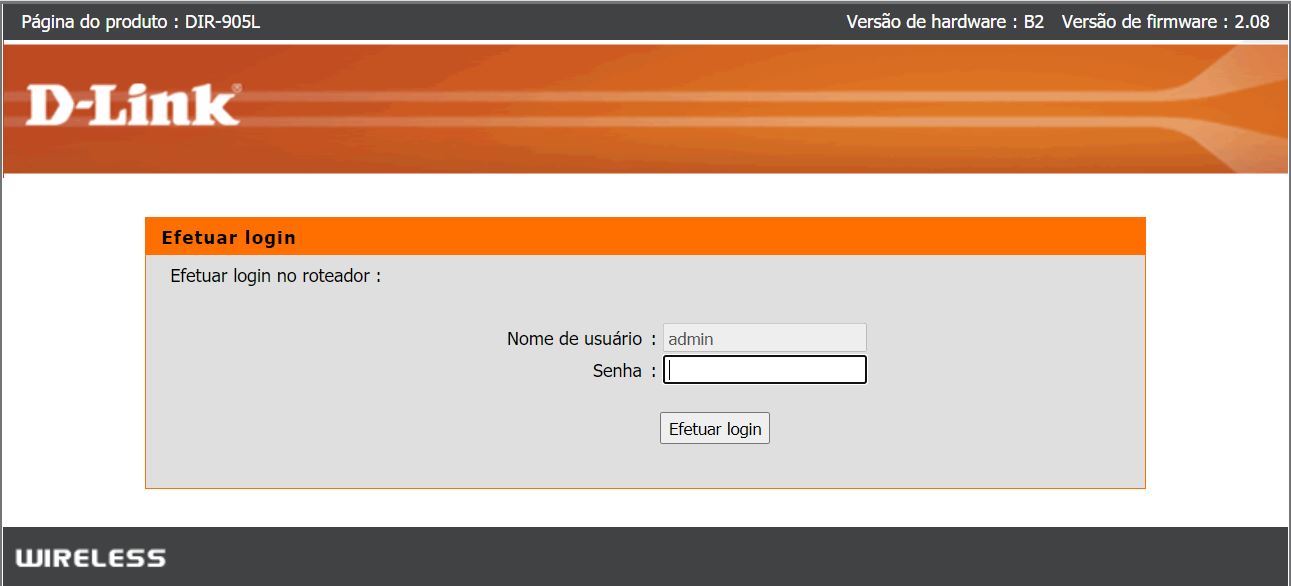 Página do produto : DIR-905L Versão de hardware : B2 Versão de firmware : 2.08
D-Link®
Efetuar login
Efetuar login no roteador :
Nome de usuário : admin
Senha :
Efetuar login
WIRELESS